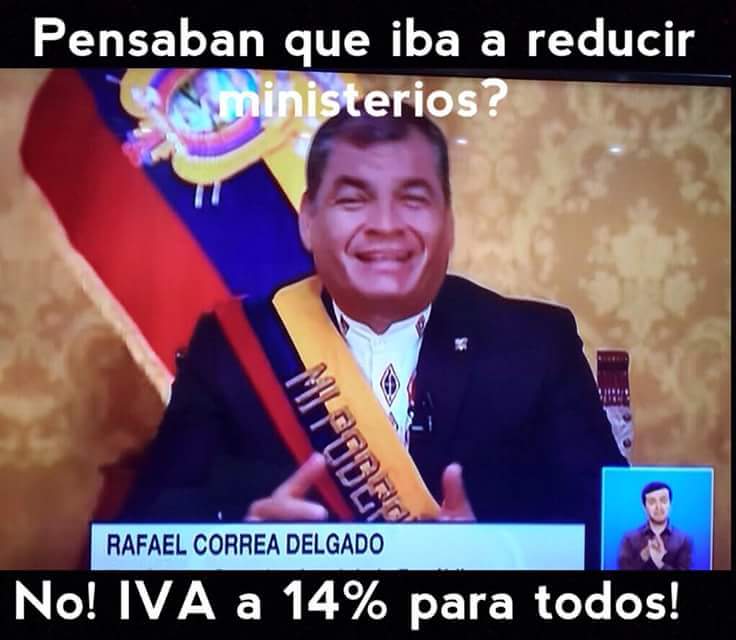 Pensaban que iba a reducir
ministerios?
MI PODER
RAFAEL CORREA DELGADO
No! IVA a 14% para todos!